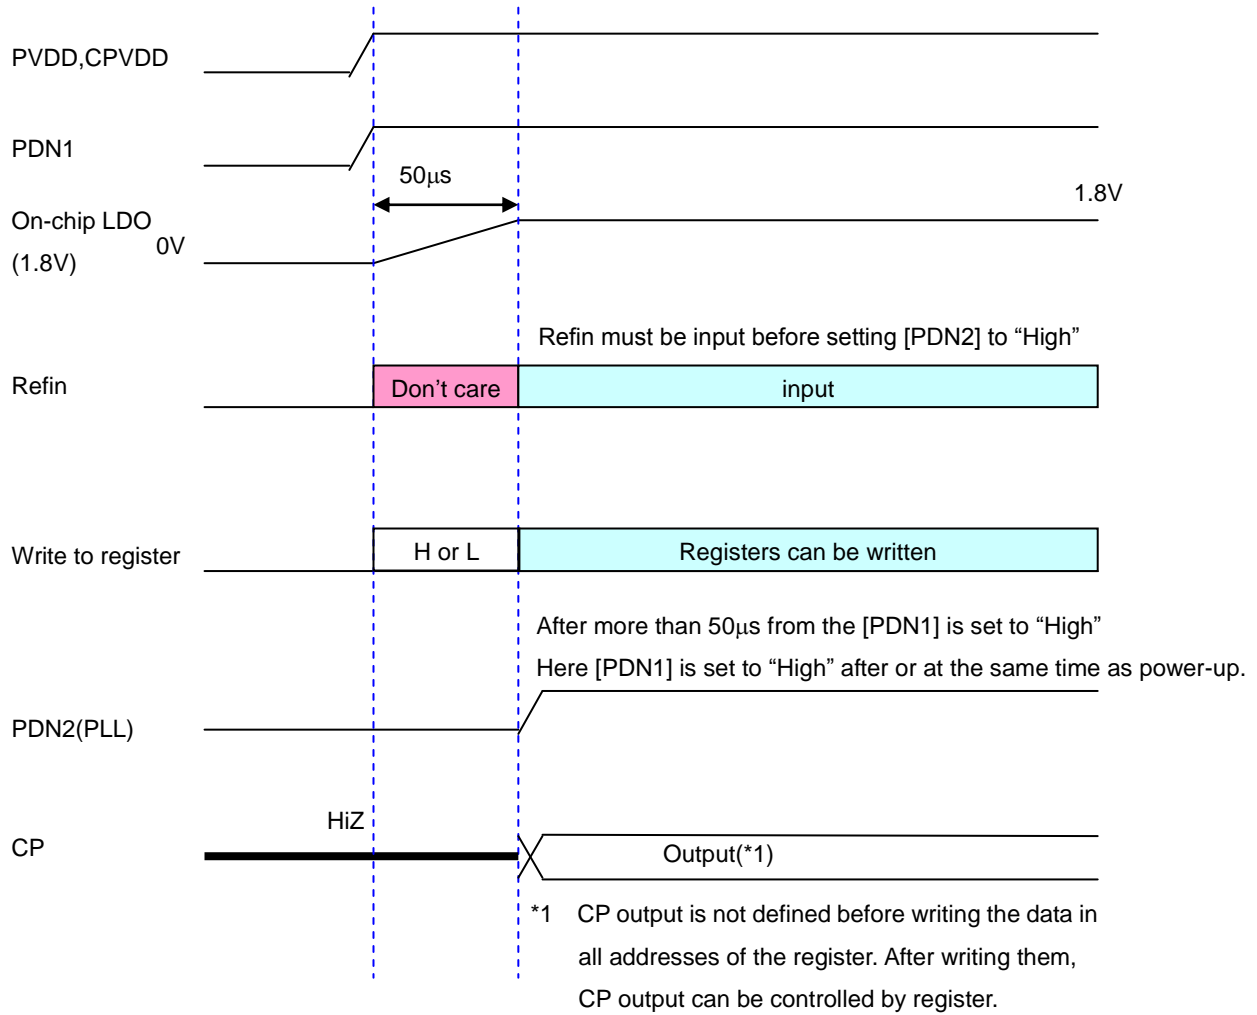 PVDD,CPVDD
PDN1
50μs
1.8V
On-chip LDO
0V
(1.8V)
Refin must be input before setting [PDN2] to “High”
Refin
Don’t care
input
Write to register
H or L
Registers can be written
After more than 50μs from the [PDN1] is set to “High”
Here [PDN1] is set to “High” after or at the same time as power-up.
PDN2(PLL)
HiZ
CP
Output(*1)
*1 CP output is not defined before writing the data in
all addresses of the register. After writing them,
CP output can be controlled by register.